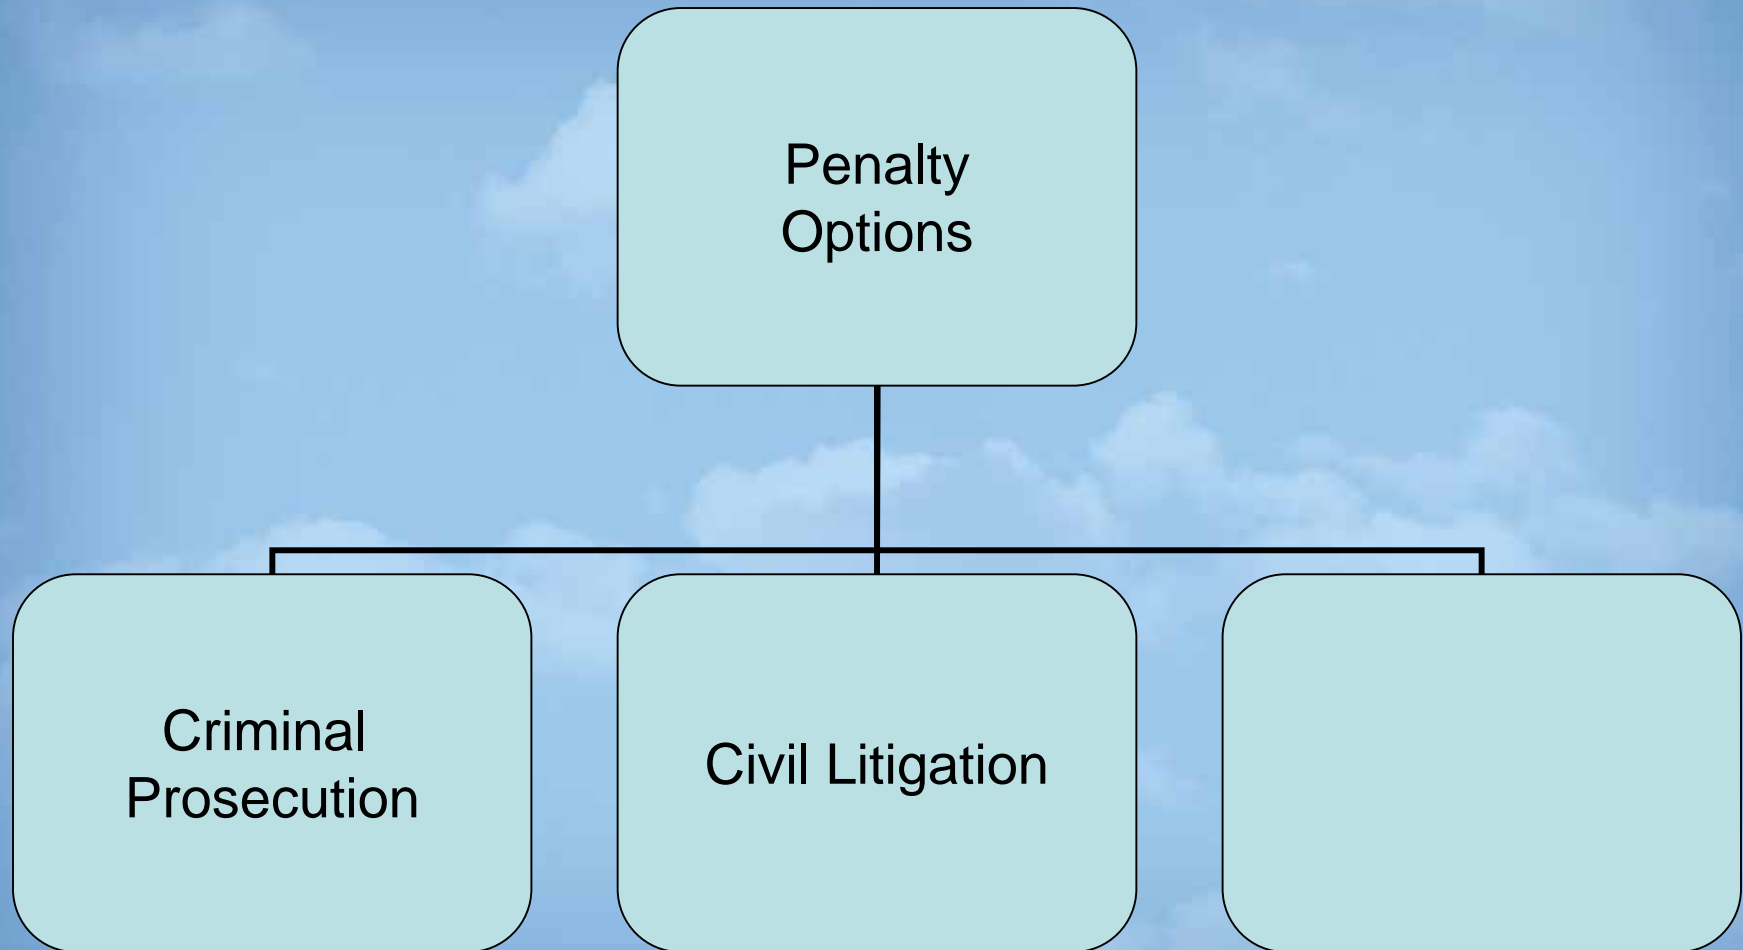 Penalty
Options
Criminal
Prosecution
Civil Litigation